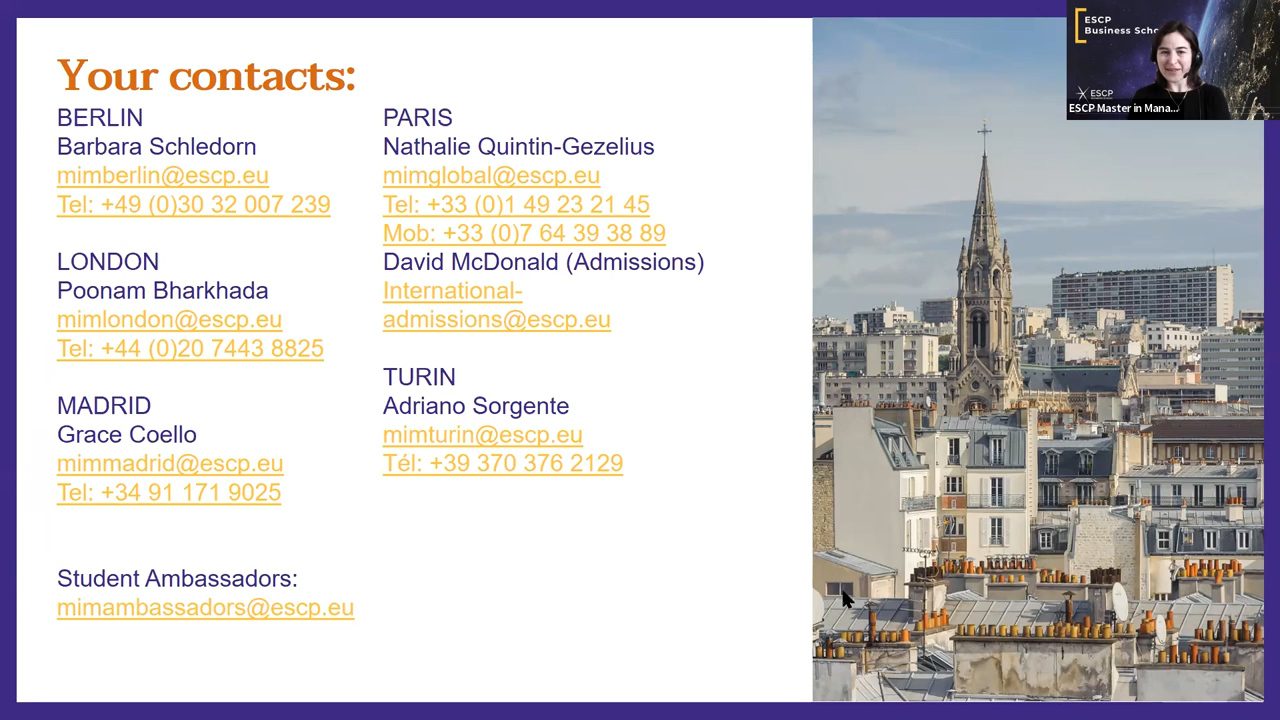 Your contacts:
BERLIN
Barbara Schledorn
mimberlin@escp.eu
Tel: +49 (0)30 32 007 239
LONDON
Poonam Bharkhada
mimlondon@escp.eu
Tel: +44 (0)20 7443 8825
MADRID
Grace Coello
mimmadrid@escp.eu
Tel: +34 91 171 9025
Student Ambassadors:
mimambassadors@escp.eu
PARIS
Nathalie Quintin-Gezelius
mimglobal@escp.eu
Tel: +33 (0)1 49 23 21 45
Mob: +33 (0)7 64 39 38 89
David McDonald (Admissions)
International-
admissions@escp.eu
TURIN
Adriano Sorgente
mimturin@escp.eu
Tél: +39 370 376 2129
ESCP
Business Scho
ESCP
ESCP Master in Mana...